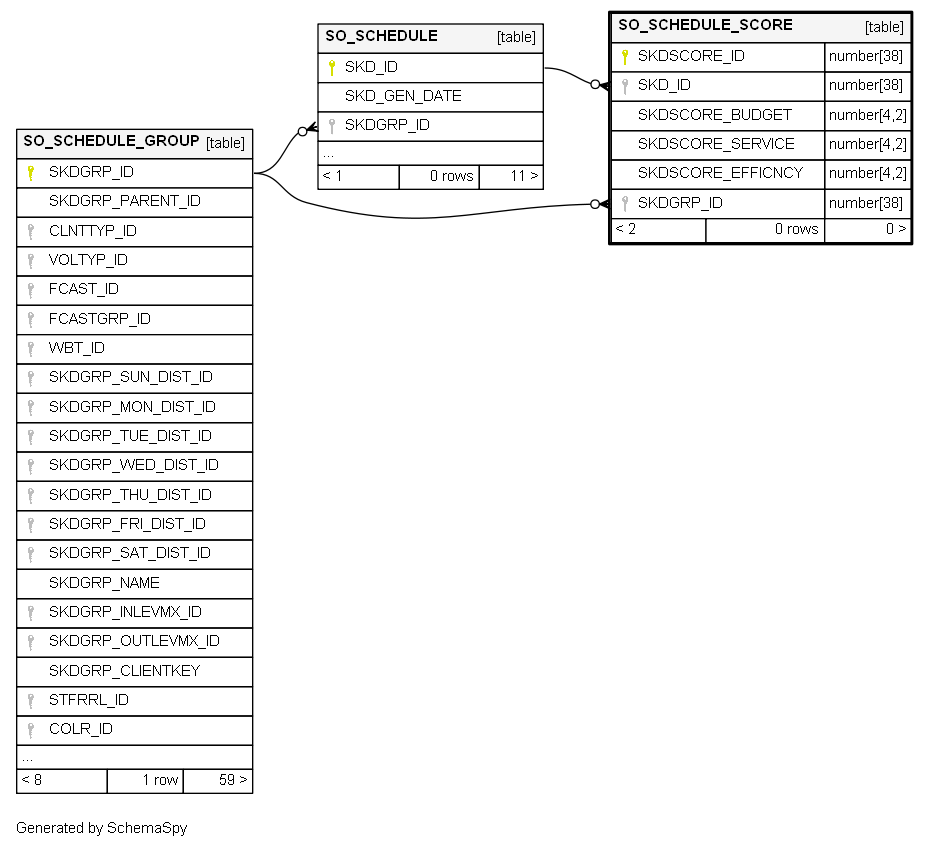 SO_SCHEDULE_GROUP [table]
SKDGRP_ID
SKDGRP_PARENT_ID
CLNTTYP_ID
VOLTYP_ID
FCAST_ID
FCASTGRP_ID
WBT_ID
SKDGRP_SUN_DIST_ID
SKDGRP_MON_DIST_ID
SKDGRP_TUE_DIST_ID
SKDGRP_WED_DIST_ID
SKDGRP_THU_DIST_ID
SKDGRP_FRI_DIST_ID
SKDGRP_SAT_DIST_ID
SKDGRP_NAME
SKDGRP_INLEVMX_ID
SKDGRP_OUTLEVMX_ID
SKDGRP_CLIENTKEY
STFRRL_ID
COLR_ID
...
< 8 1 row 59 >
SO_SCHEDULE [table]
SKD_ID
SKD_GEN_DATE
SKDGRP_ID
...
< 1 0 rows 11 >
SO_SCHEDULE_SCORE [table]
SKDSCORE_ID number[38]
SKD_ID number[38]
SKDSCORE_BUDGET number[4,2]
SKDSCORE_SERVICE number[4,2]
SKDSCORE_EFFICNCY number[4,2]
SKDGRP_ID number[38]
< 2 0 rows 0 >
Generated by SchemaSpy